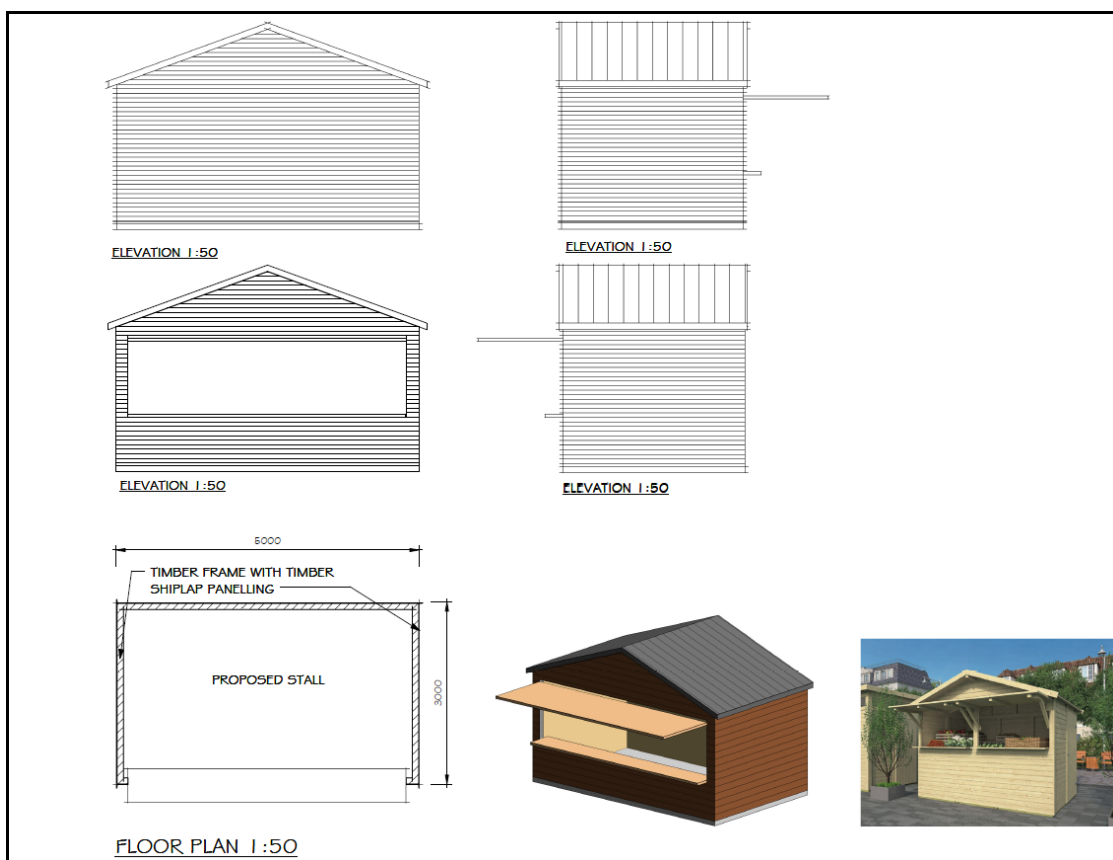 ELEVATION 1:50
ELEVATION 1:50
ELEVATION 1:50
ELEVATION 1:50
5000
TIMBER FRAME WITH TIMBER
SHIPLAP PANELLING
PROPOSED STALL
3000
FLOOR PLAN 1:50